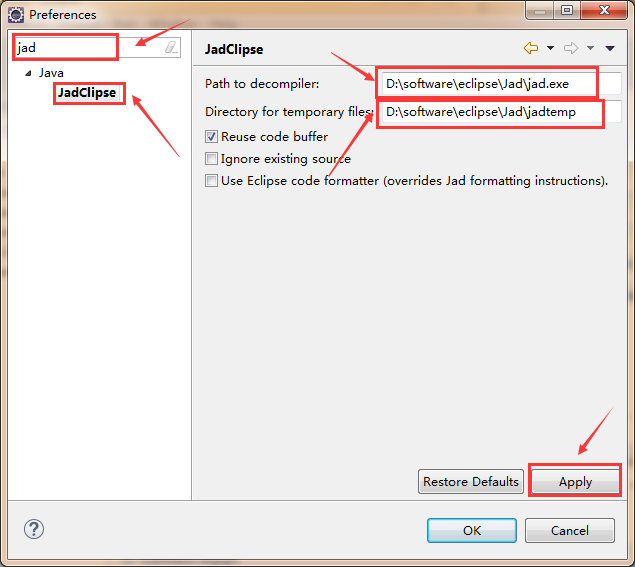 Preferences
jad
Java
JadClipse
JadClipse
Path to decompiler: D:\software\eclipse\Jad\jad.exe
Directory for temporary files: D:\software\eclipse\Jad\jadtemp
Reuse code buffer
Ignore existing source
Use Eclipse code formatter (overrides Jad formatting instructions).
Restore Defaults Apply
OK Cancel